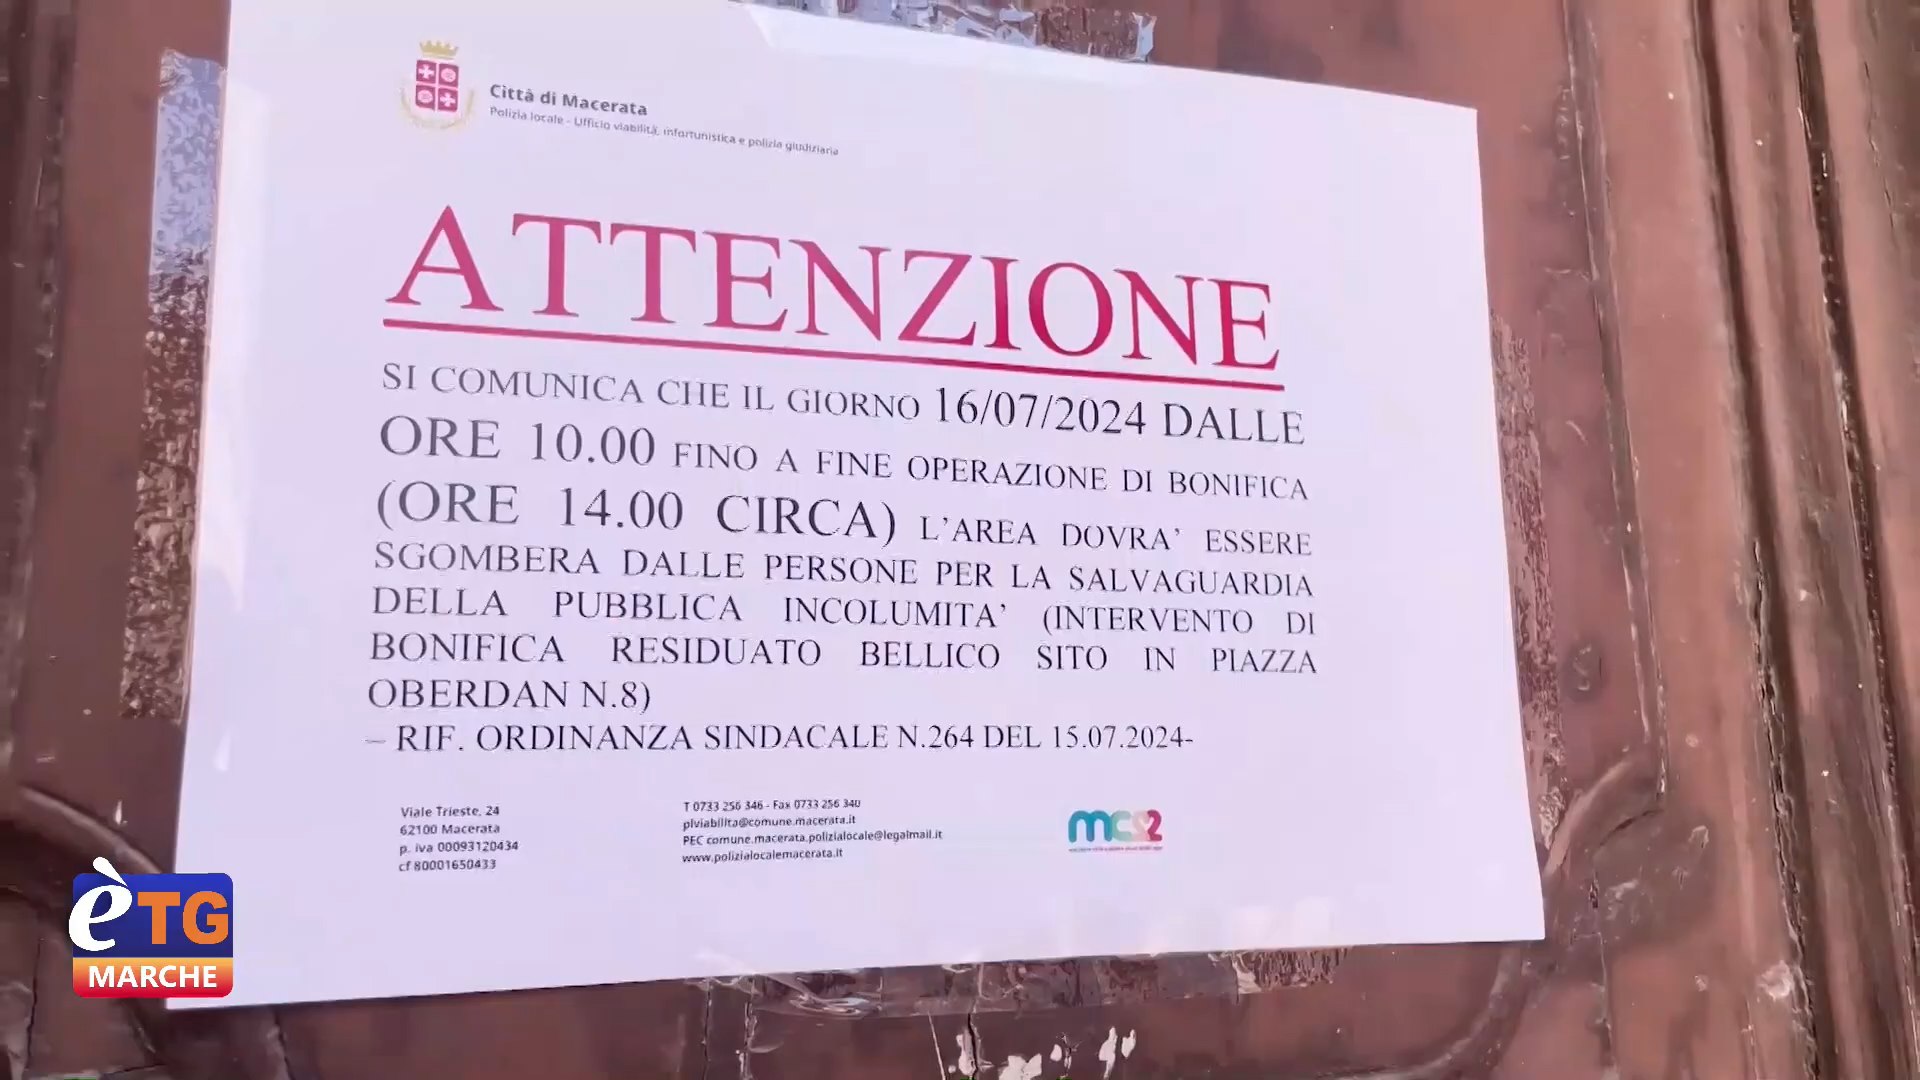 Città di Macerata
Polizia locale - Ufficio viabilità, infortunistica e polizia giudiziaria
ATTENZIONE
SI COMUNICA CHE IL GIORNO 16/07/2024 DALLE
ORE 10.00 FINO A FINE OPERAZIONE DI BONIFICA
(ORE 14.00 CIRCA) L'AREA DOVRA' ESSERE
SGOMBERA DALLE PERSONE PER LA SALVAGUARDIA
DELLA PUBBLICA INCOLUMITA' (INTERVENTO DI
BONIFICA RESIDUATO BELLICO SITO IN PIAZZA
OBERDAN N.8)
– RIF. ORDINANZA SINDACALE N.264 DEL 15.07.2024-
Viale Trieste, 24
62100 Macerata
p. iva 00093120434
cf 80001650433
T 0733 256 346 - Fax 0733 256 340
plviabilita@comune.macerata.it
PEC comune.macerata.polizialocale@legalmail.it
www.polizialocalemacerata.it
è TG
MARCHE